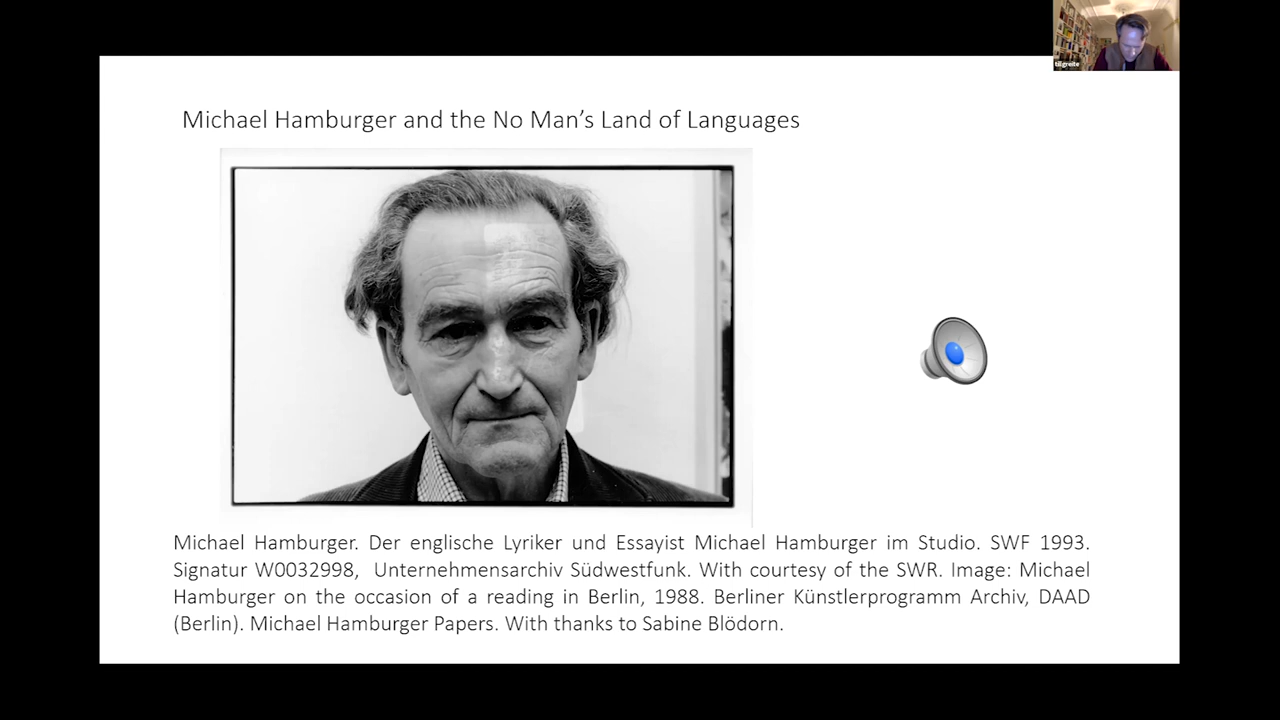 tillgreite
Michael Hamburger and the No Man’s Land of Languages
Michael Hamburger. Der englische Lyriker und Essayist Michael Hamburger im Studio. SWF 1993.
Signatur W0032998, Unternehmensarchiv Südwestfunk. With courtesy of the SWR. Image: Michael
Hamburger on the occasion of a reading in Berlin, 1988. Berliner Künstlerprogramm Archiv, DAAD
(Berlin). Michael Hamburger Papers. With thanks to Sabine Blödorn.